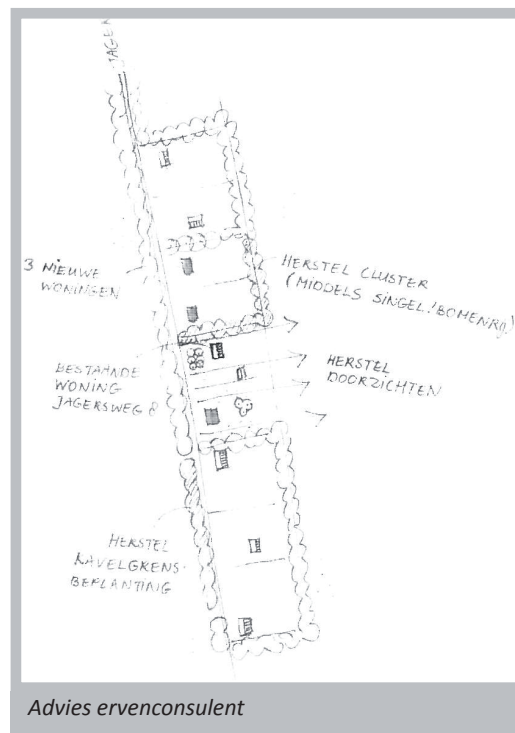 JAGER
3 NIEUWE
WONINGEN
HERSTEL CLUSTER
(MIDDELS SINGEL!BOMENRIJ)
BESTAANDE
WONING
JAGERSWEG 8
HERSTEL
DOORZICHTEN
HERSTEL
KAVELGRENS-
BEPLANTING
Advies ervenconsulent